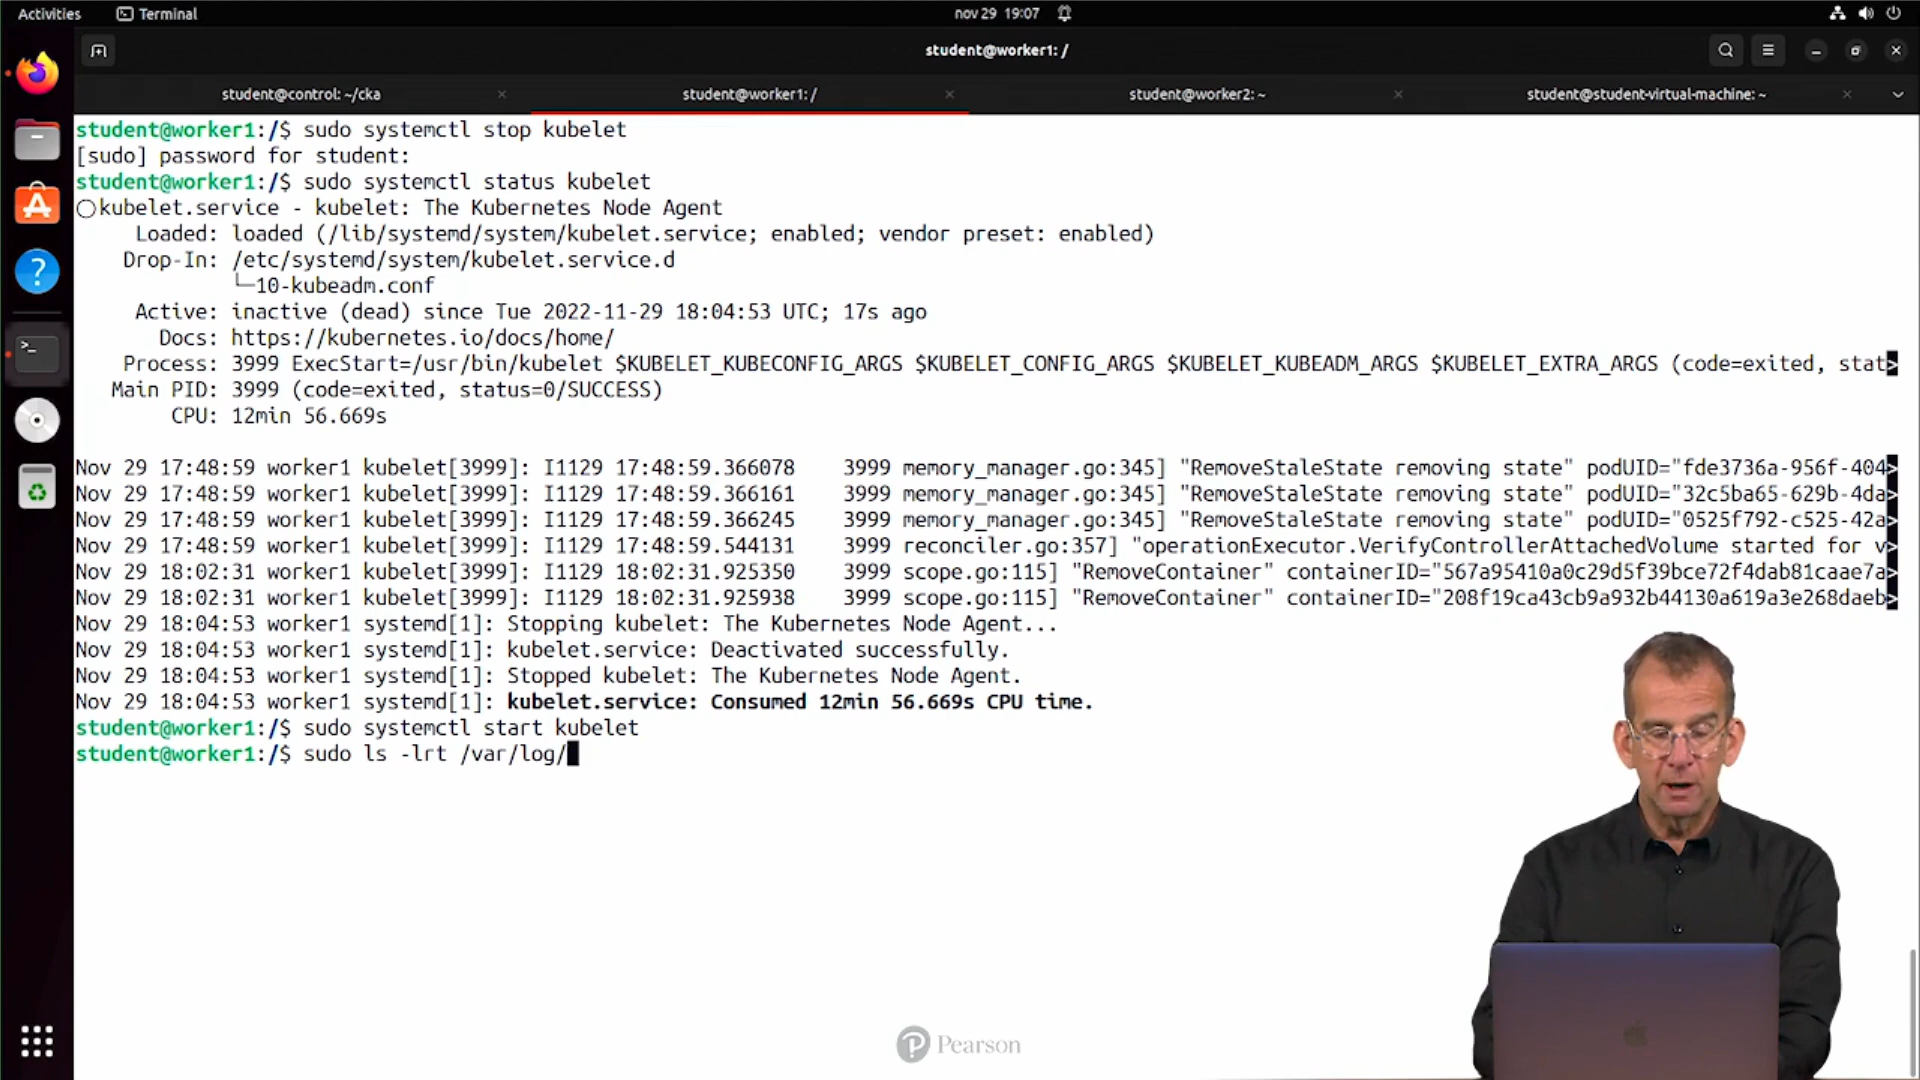 Activities
Terminal
nov 29 19:07
student@worker1: /
student@control: ~/cka
student@worker1: /
student@worker2: ~
student@student-virtual-machine: ~
student@worker1:/$ sudo systemctl stop kubelet
[sudo] password for student:
student@worker1:/$ sudo systemctl status kubelet
○kubelet.service - kubelet: The Kubernetes Node Agent
Loaded: loaded (/lib/systemd/system/kubelet.service; enabled; vendor preset: enabled)
Drop-In: /etc/systemd/system/kubelet.service.d
└─10-kubeadm.conf
Active: inactive (dead) since Tue 2022-11-29 18:04:53 UTC; 17s ago
Docs: https://kubernetes.io/docs/home/
Process: 3999 ExecStart=/usr/bin/kubelet $KUBELET_KUBECONFIG_ARGS $KUBELET_CONFIG_ARGS $KUBELET_KUBEADM_ARGS $KUBELET_EXTRA_ARGS (code=exited, stat>
Main PID: 3999 (code=exited, status=0/SUCCESS)
CPU: 12min 56.669s
Nov 29 17:48:59 worker1 kubelet[3999]: I1129 17:48:59.366078 3999 memory_manager.go:345] "RemoveStaleState removing state" podUID="fde3736a-956f-404>
Nov 29 17:48:59 worker1 kubelet[3999]: I1129 17:48:59.366161 3999 memory_manager.go:345] "RemoveStaleState removing state" podUID="32c5ba65-629b-4da>
Nov 29 17:48:59 worker1 kubelet[3999]: I1129 17:48:59.366245 3999 memory_manager.go:345] "RemoveStaleState removing state" podUID="0525f792-c525-42a>
Nov 29 17:48:59 worker1 kubelet[3999]: I1129 17:48:59.544131 3999 reconciler.go:357] "operationExecutor.VerifyControllerAttachedVolume started for v>
Nov 29 18:02:31 worker1 kubelet[3999]: I1129 18:02:31.925350 3999 scope.go:115] "RemoveContainer" containerID="567a95410a0c29d5f39bce72f4dab81caae7a>
Nov 29 18:02:31 worker1 kubelet[3999]: I1129 18:02:31.925938 3999 scope.go:115] "RemoveContainer" containerID="208f19ca43cb9a932b44130a619a3e268daeb>
Nov 29 18:04:53 worker1 systemd[1]: Stopping kubelet: The Kubernetes Node Agent...
Nov 29 18:04:53 worker1 systemd[1]: kubelet.service: Deactivated successfully.
Nov 29 18:04:53 worker1 systemd[1]: Stopped kubelet: The Kubernetes Node Agent.
Nov 29 18:04:53 worker1 systemd[1]: kubelet.service: Consumed 12min 56.669s CPU time.
student@worker1:/$ sudo systemctl start kubelet
student@worker1:/$ sudo ls -lrt /var/log/
Pearson